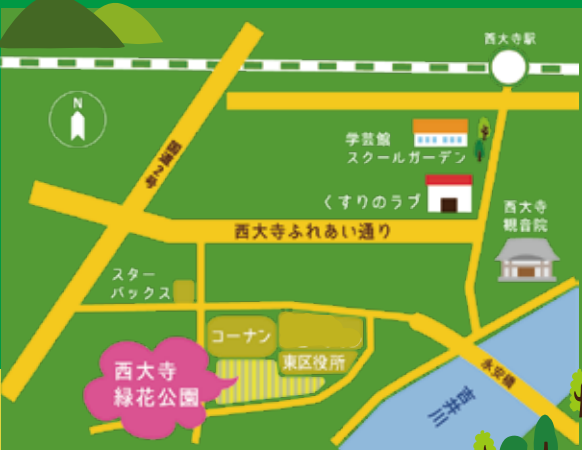 西大寺駅
N
学芸館
スクールガーデン
国道2号
くすりのラブ
西大寺
観音院
西大寺ふれあい通り
スター
バックス
コーナン
東区役所
西大寺
緑花公園
永安橋
吉井川